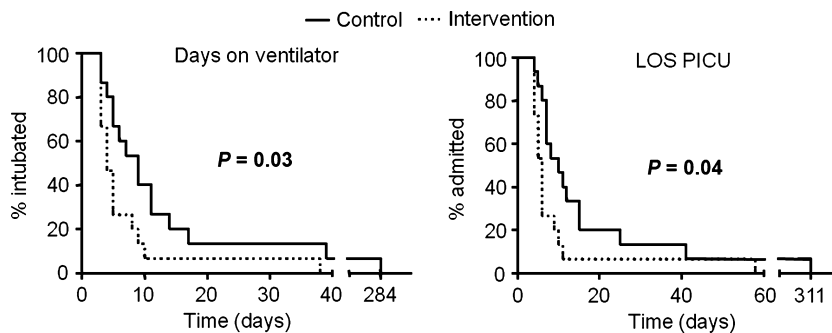 Control Intervention
Days on ventilator
% intubated
100
80
60
40
20
0
P = 0.03
0 10 20 30 40 284
Time (days)
LOS PICU
% admitted
100
80
60
40
20
0
P = 0.04
0 20 40 60 311
Time (days)